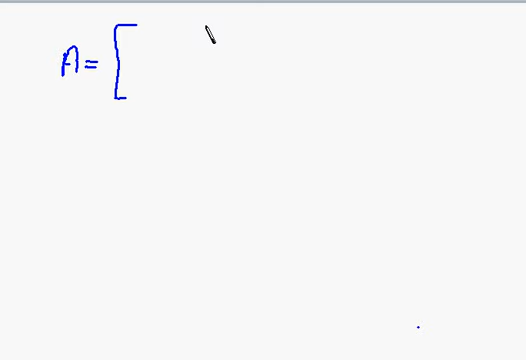 A = [